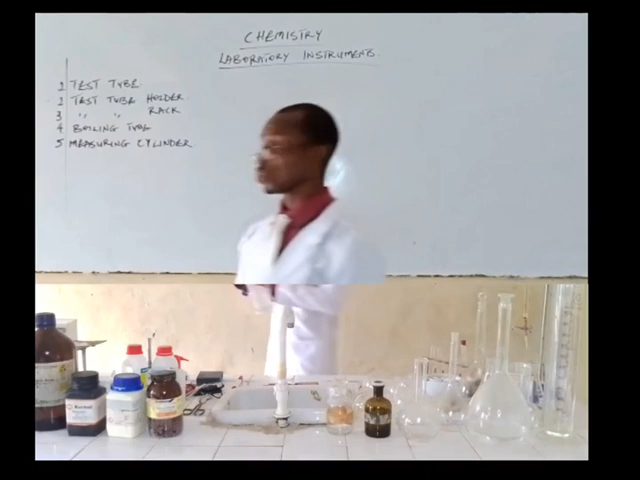 CHEMISTRY
LABORATORY INSTRUMENTS
1 TEST TUBE
2 TEST TUBE HOLDER
3 " " RACK
4 BOILING TUBE
5 MEASURING CYLINDER